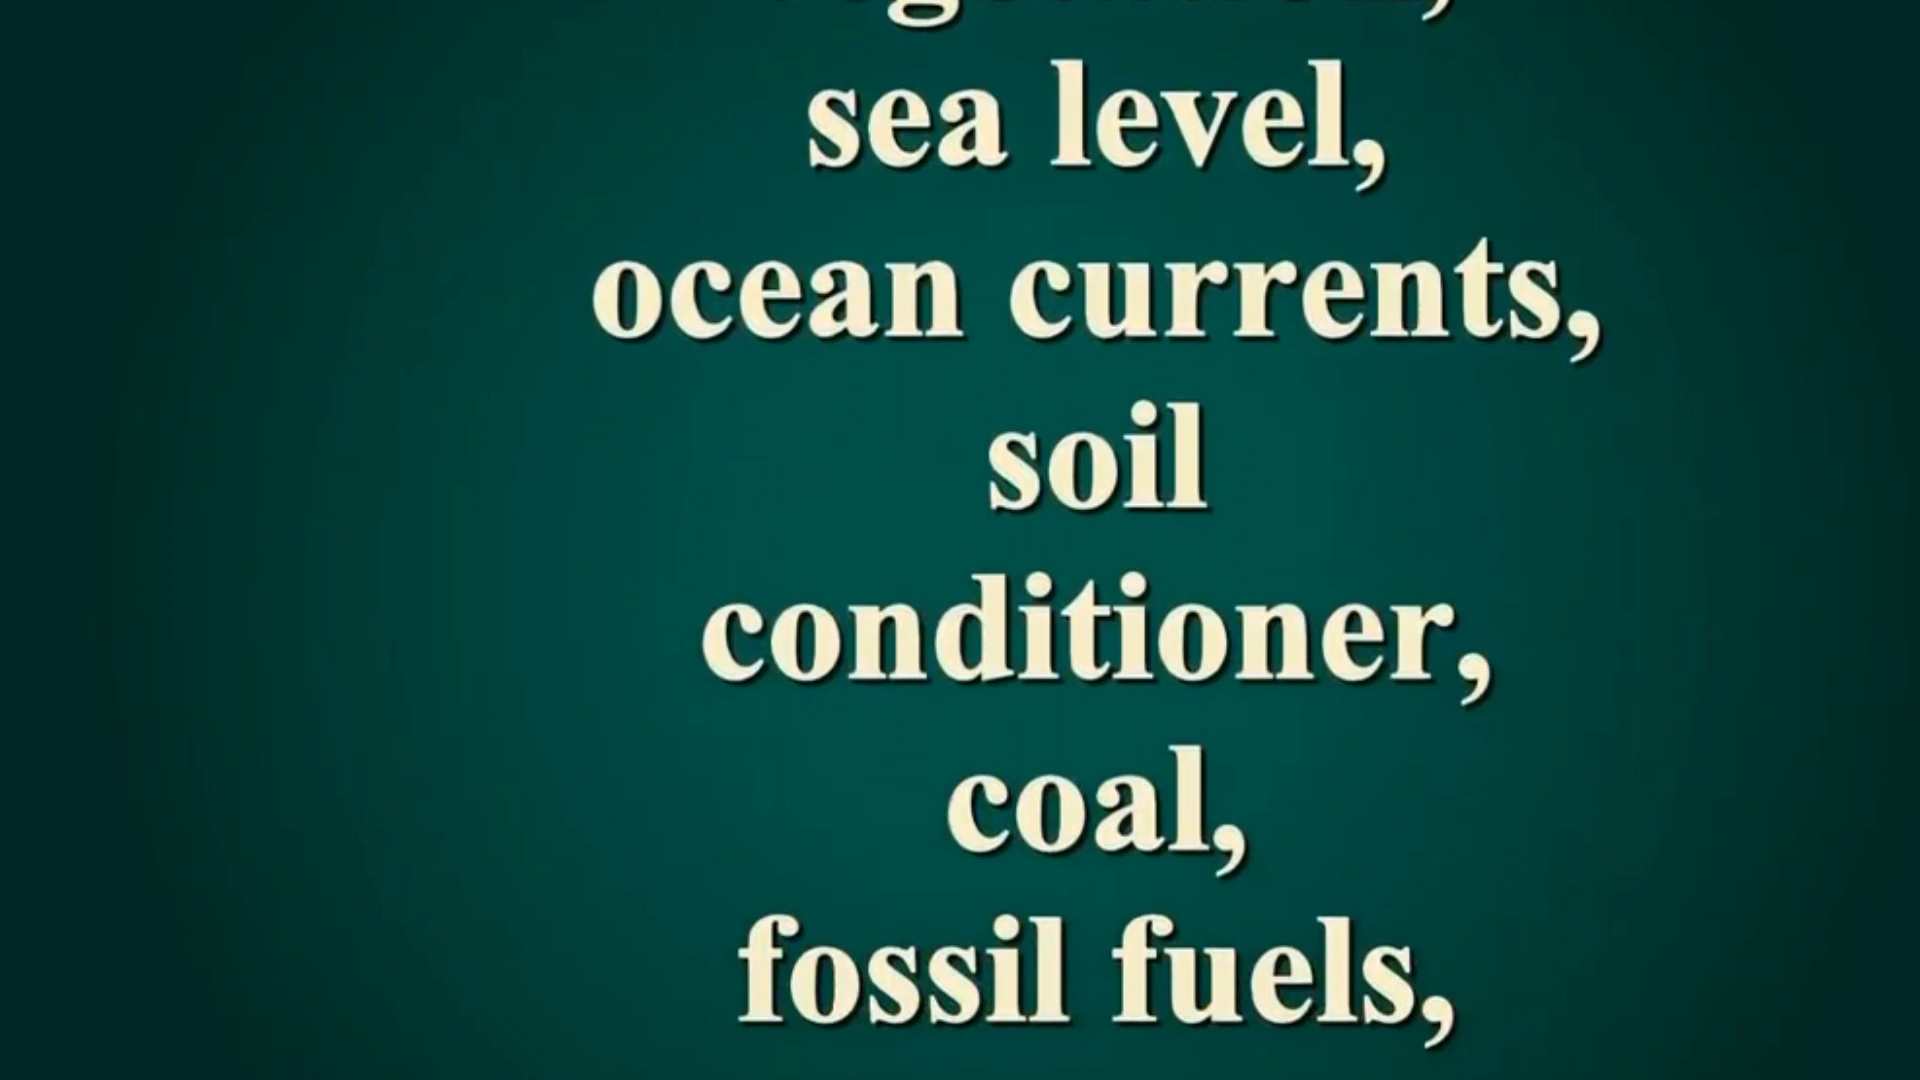 sea level,
ocean currents,
soil
conditioner,
coal,
fossil fuels,